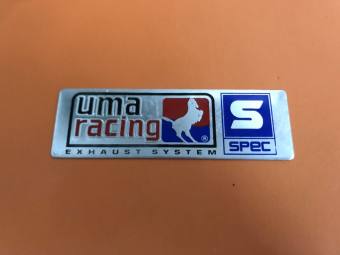 uma
racing
®
EXHAUST SYSTEM
S
SPEC